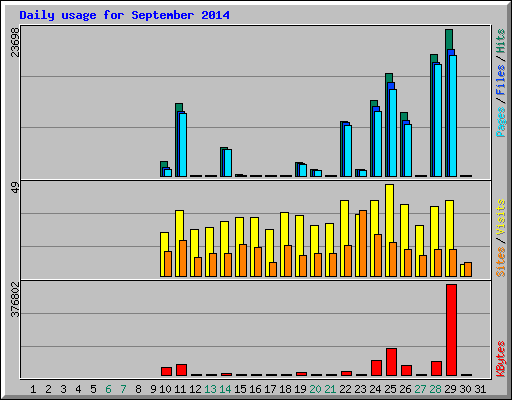 Daily usage for September 2014
23698
Pages / Files / Hits
49
Sites / Visits
376802
KBytes
1 2 3 4 5 6 7 8 9 10 11 12 13 14 15 16 17 18 19 20 21 22 23 24 25 26 27 28 29 30 31